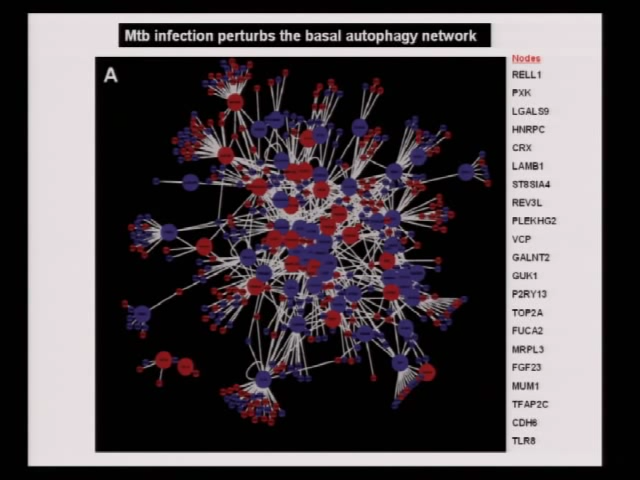 Mtb infection perturbs the basal autophagy network
A
Nodes
RELL1
PXK
LGALS9
HNRPC
CRX
LAMB1
ST8SIA4
REV3L
PLEKHG2
VCP
GALNT2
GUK1
P2RY13
TOP2A
FUCA2
MRPL3
FGF23
MUM1
TFAP2C
CDH6
TLR8